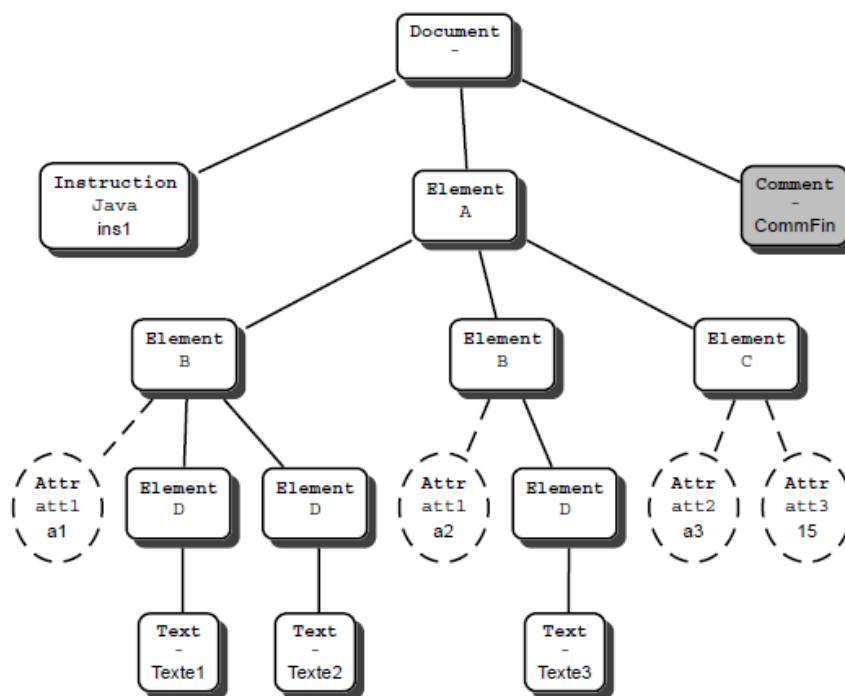 Document
-
Instruction
Java
ins1
Element
A
Comment
-
CommFin
Element
B
Element
B
Element
C
Attr
att1
a1
Element
D
Element
D
Attr
att1
a2
Element
D
Attr
att2
a3
Attr
att3
15
Text
-
Texte1
Text
-
Texte2
Text
-
Texte3